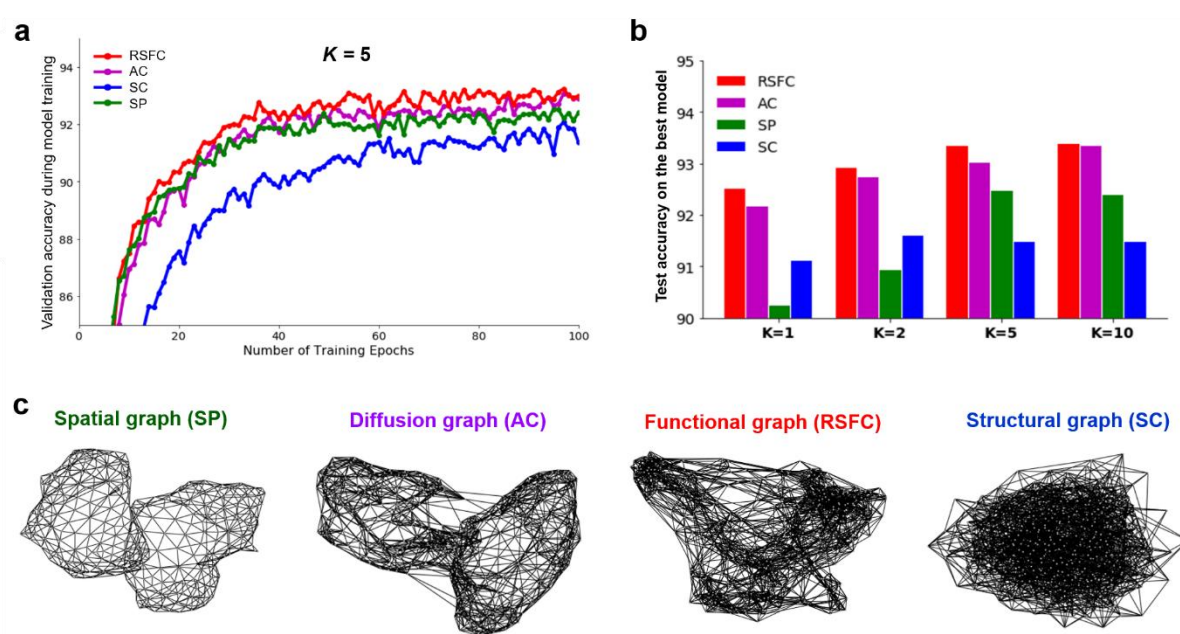 a
K = 5
RSFC
AC
SC
SP
Validation accuracy during model training
94
92
90
88
86
0
20
40
60
80
100
Number of Training Epochs
b
RSFC
AC
SP
SC
Test accuracy on the best model
95
94
93
92
91
90
K=1
K=2
K=5
K=10
c
Spatial graph (SP)
Diffusion graph (AC)
Functional graph (RSFC)
Structural graph (SC)